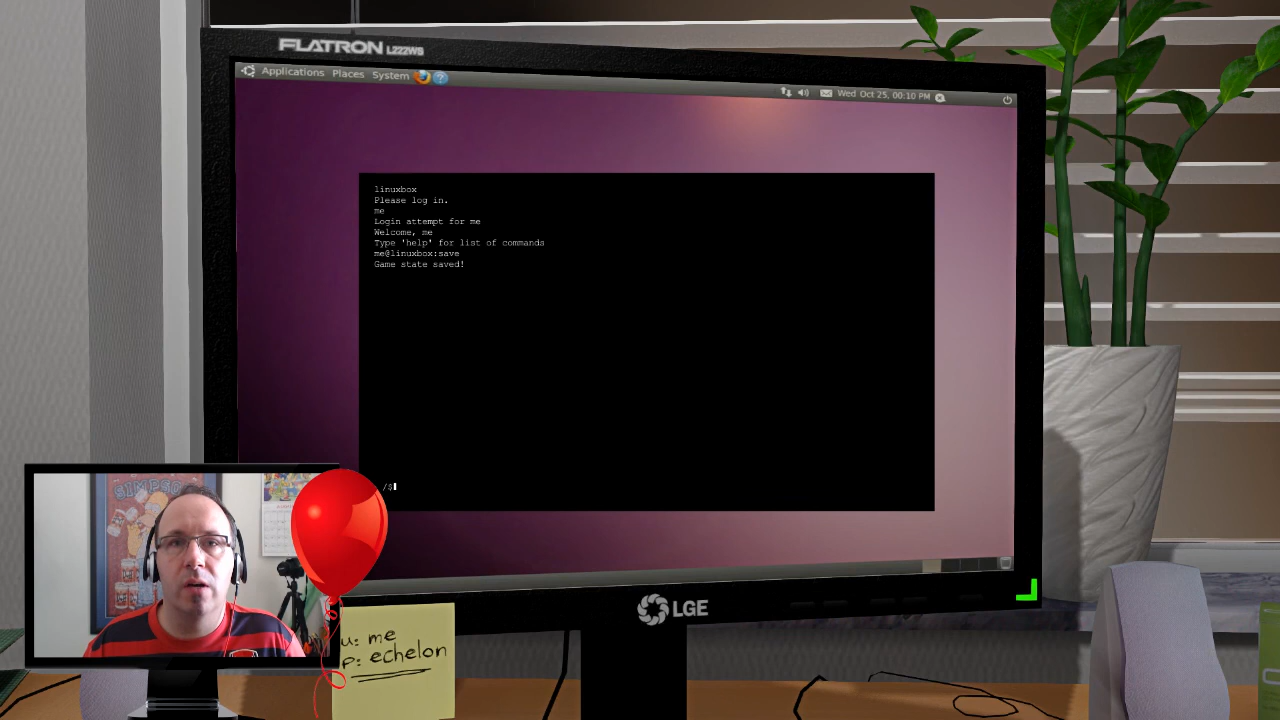 FLATRON L222WS
Applications Places System
Wed Oct 25, 00:10 PM
linuxbox
Please log in.
me
Login attempt for me
Welcome, me
Type 'help' for list of commands
me@linuxbox:save
Game state saved!
/$
SIMPSON
LGE
u: me
p: echelon